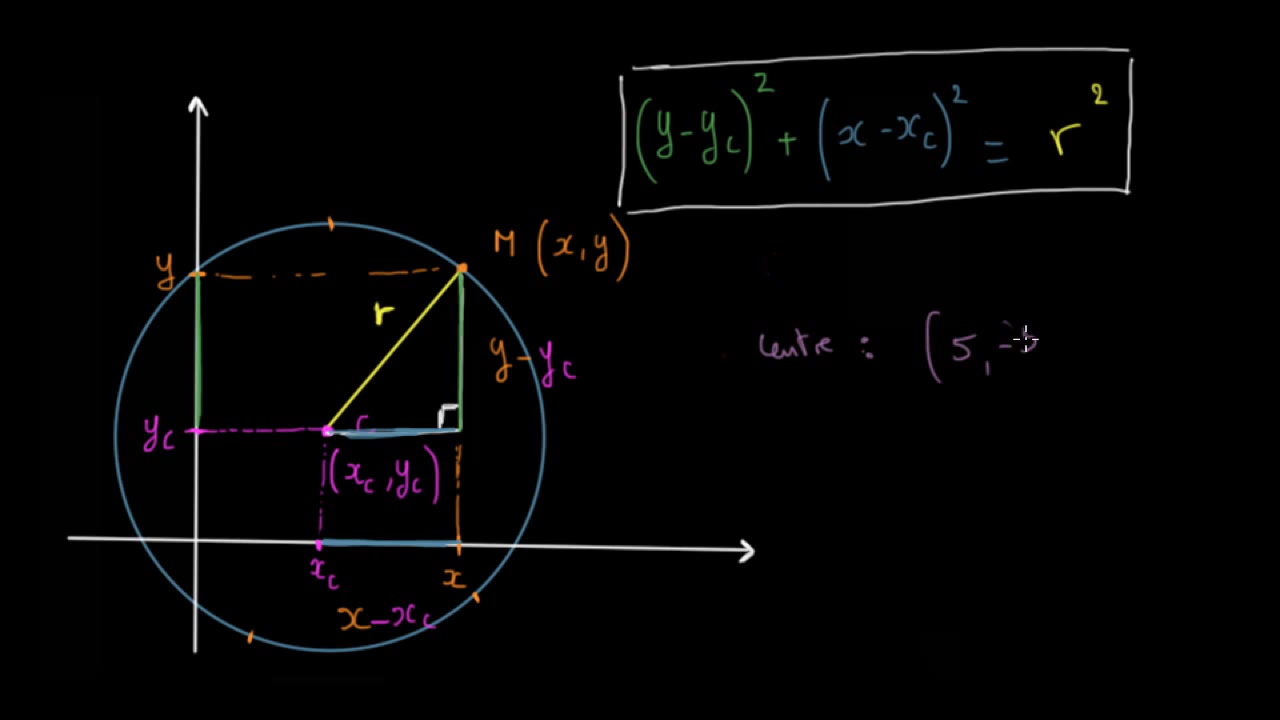 (y-y_c)² + (x-x_c)² = r²
M (x, y)
y
r
y-y_c
centre : (5, -
y_c
c
(x_c, y_c)
x_c
x
x-x_c